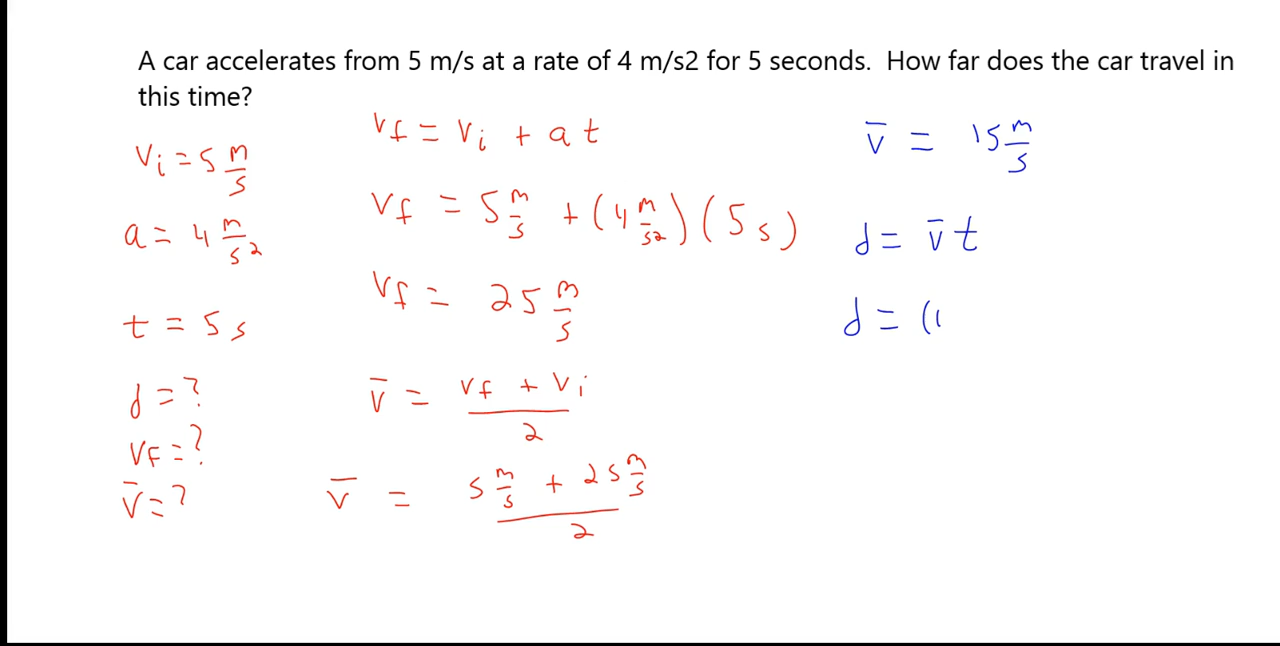 A car accelerates from 5 m/s at a rate of 4 m/s2 for 5 seconds. How far does the car travel in
this time?
vi = 5 m/s
a = 4 m/s²
t = 5 s
d = ?
vF = ?
v̄ = ?
vf = vi + at
vf = 5 m/s + (4 m/s2)(5 s)
vf = 25 m/s
v̄ = vf + vi / 2
v̄ = 5 m/s + 25 m/s / 2
v̄ = 15 m/s
d = v̄t
d = (1